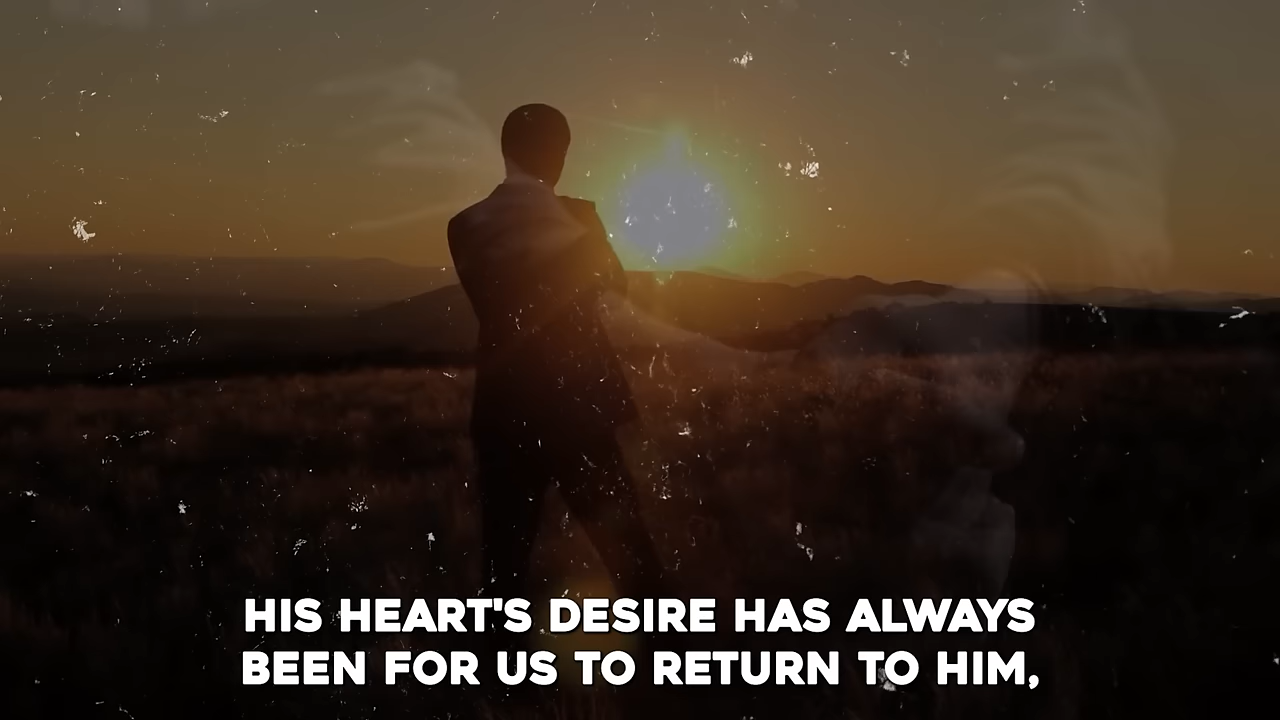 HIS HEART'S DESIRE HAS ALWAYS
BEEN FOR US TO RETURN TO HIM,